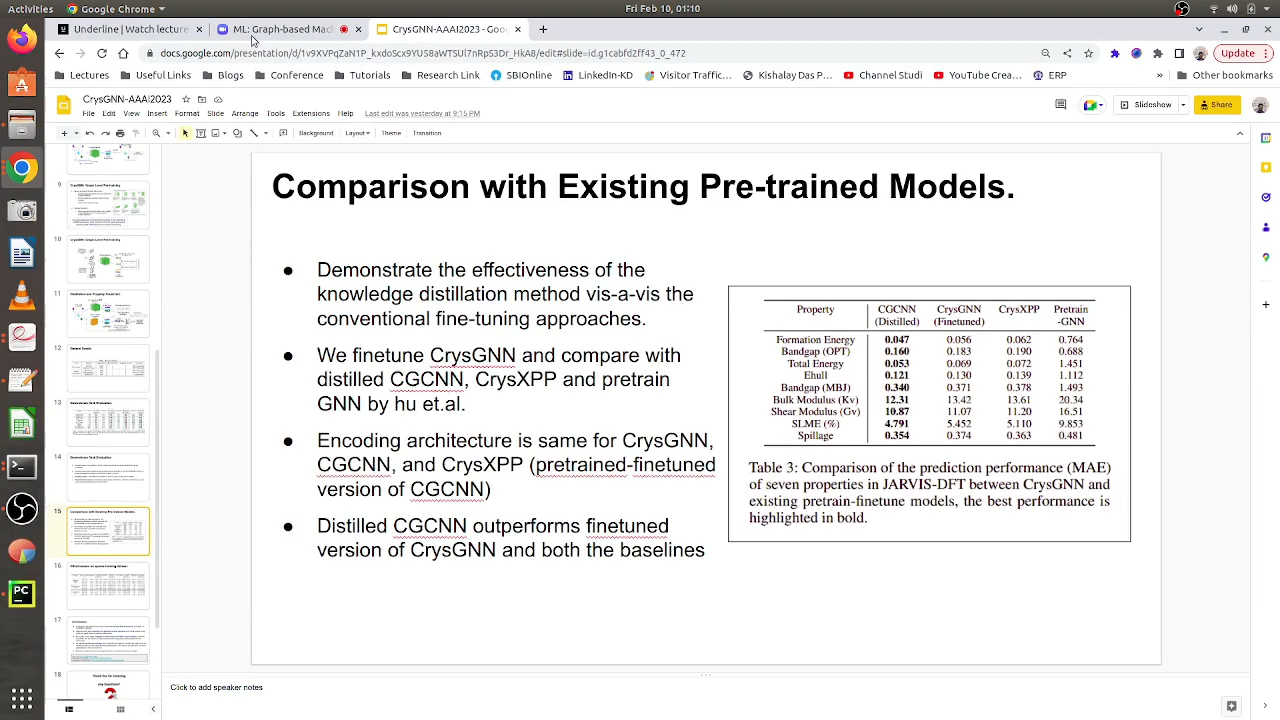 Activities Google Chrome Fri Feb 10, 01:10
Underline | Watch lecture ML: Graph-based Mach CrysGNN-AAAI2023 - Goo
docs.google.com/presentation/d/1v9XVPqZaN1P_kxdoScx9YU58aWTSUl7nRpS3Dr_HkA8/edit#slide=id.g1cabfd2ff43_0_472 Update
Lectures Useful Links Blogs Conference Tutorials Research Link SBIOnline LinkedIn-KD Visitor Traffic... Kishalay Das P... Channel Studi YouTube Crea... ERP » Other bookmarks
CrysGNN-AAAI2023
File Edit View Insert Format Slide Arrange Tools Extensions Help Last edit was yesterday at 9:15 PM Slideshow Share
Background Layout Theme Transition
9
10
11
12
13
14
15
16
17
18
Comparison with Existing Pre-trained Models.
● Demonstrate the effectiveness of the
knowledge distillation method vis-a-vis the
conventional fine-tuning approaches.
● We finetune CrysGNN and compare with
distilled CGCNN, CrysXPP and pretrain
GNN by hu et.al.
● Encoding architecture is same for CrysGNN,
CGCNN, and CrysXPP(pretrained-finetuned
version of CGCNN)
● Distilled CGCNN outperforms finetuned
version of CrysGNN and both the baselines
Property CGCNN CrysGNN CrysXPP Pretrain
(Distilled) (Finetuned) -GNN
Formation Energy 0.047 0.056 0.062 0.764
Bandgap (OPT) 0.160 0.183 0.190 0.688
Total Energy 0.053 0.069 0.072 1.451
Ehull 0.121 0.130 0.139 1.112
Bandgap (MBJ) 0.340 0.371 0.378 1.493
Bulk Modulus (Kv) 12.31 13.42 13.61 20.34
Shear Modulus (Gv) 10.87 11.07 11.20 16.51
SLME (%) 4.791 5.452 5.110 9.853
Spillage 0.354 0.374 0.363 0.481
Comparison of the prediction performance (MAE)
of seven properties in JARVIS-DFT between CrysGNN and
existing pretrain-finetune models, the best performance is
highlighted in bold.
Click to add speaker notes